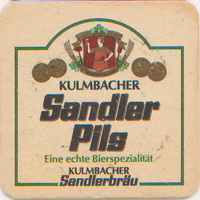 KULMBACHER
Sandler
Pils
Eine echte Bierspezialität
KULMBACHER
Sandlerbräu